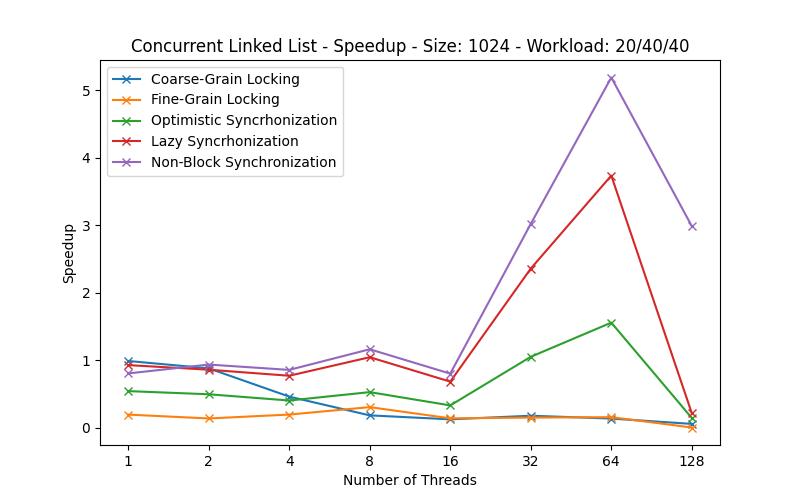 Concurrent Linked List - Speedup - Size: 1024 - Workload: 20/40/40
Coarse-Grain Locking
Fine-Grain Locking
Optimistic Syncrhonization
Lazy Syncrhonization
Non-Block Synchronization
Speedup
5
4
3
2
1
0
1 2 4 8 16 32 64 128
Number of Threads